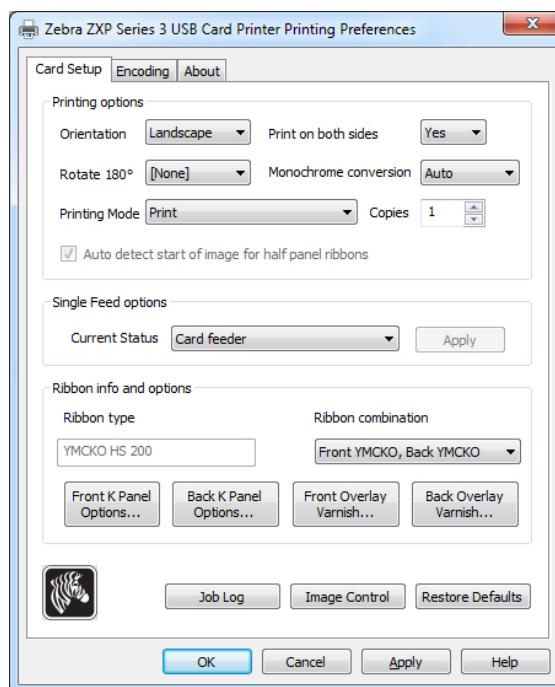 Zebra ZXP Series 3 USB Card Printer Printing Preferences
Card Setup Encoding About
Printing options
Orientation Landscape Print on both sides Yes
Rotate 180° [None] Monochrome conversion Auto
Printing Mode Print Copies 1
Auto detect start of image for half panel ribbons
Single Feed options
Current Status Card feeder Apply
Ribbon info and options
Ribbon type Ribbon combination
YMCKO HS 200 Front YMCKO, Back YMCKO
Front K Panel Options... Back K Panel Options... Front Overlay Varnish... Back Overlay Varnish...
Job Log Image Control Restore Defaults
OK Cancel Apply Help